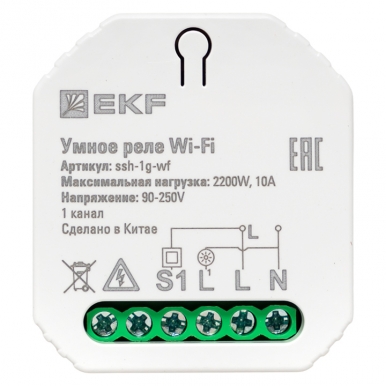 EKF
Умное реле Wi-Fi
Артикул: ssh-1g-wf
Максимальная нагрузка: 2200W, 10A
Напряжение: 90-250V
1 канал
Сделано в Китае
EAC
L
N
S1 L' L L N